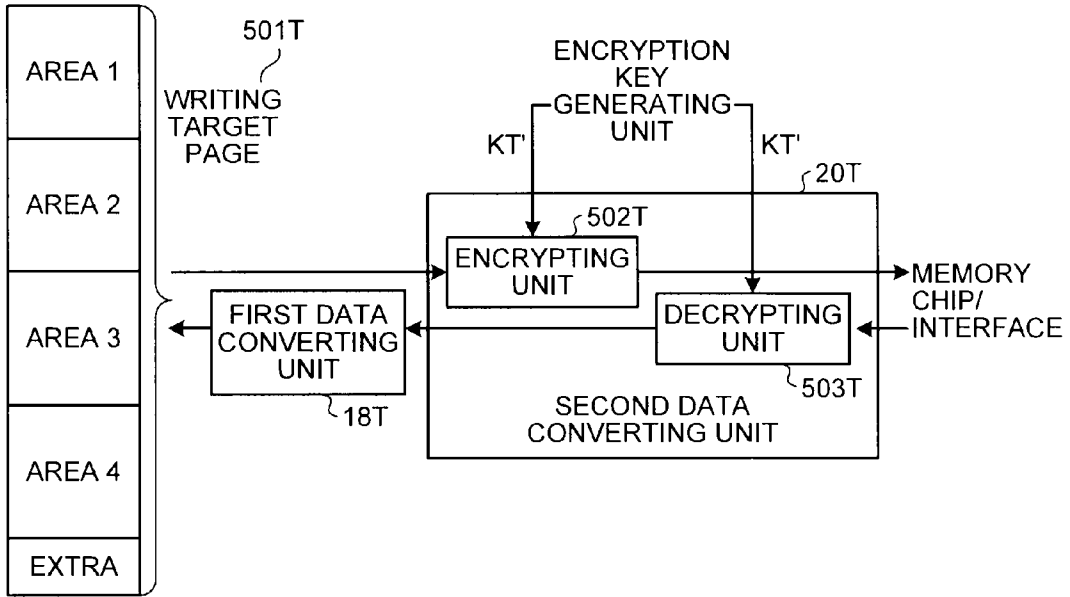 AREA 1
AREA 2
AREA 3
AREA 4
EXTRA
501T
WRITING
TARGET
PAGE
ENCRYPTION
KEY
GENERATING
UNIT
KT'
KT'
20T
502T
ENCRYPTING
UNIT
MEMORY
CHIP/
INTERFACE
FIRST DATA
CONVERTING
UNIT
18T
DECRYPTING
UNIT
503T
SECOND DATA
CONVERTING UNIT